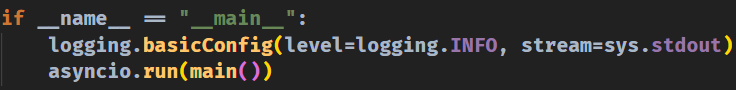 if __name__ == "__main__":
    logging.basicConfig(level=logging.INFO, stream=sys.stdout)
    asyncio.run(main())